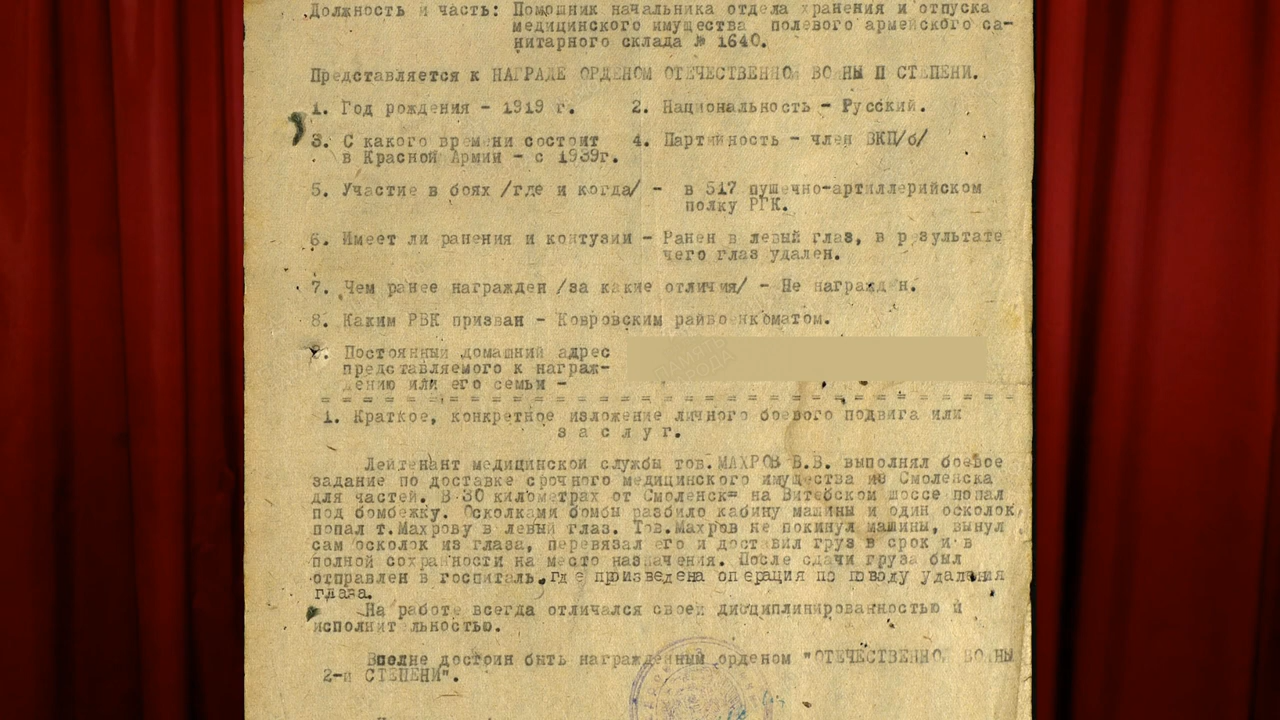 Должность и часть: Помошник начальника отдела хранения и отпуска
медицинского имущества полевого армейского са-
нитарного склада № 1640.
Представляется к НАГРАДЕ ОРДЕНОМ ОТЕЧЕСТВЕННОЙ ВОЙНЫ П СТЕПЕНИ.
1. Год рождения - 1919 г. 2. Национальность - Русский.
3. С какого времени состоит 4. Партийность - член ВКП/б/
в Красной Армии - с 1939г.
5. Участие в боях /где и когда/ - в 517 пушечно-артиллерийском
полку РГК.
6. Имеет ли ранения и контузии - Ранен в левый глаз, в результате
чего глаз удален.
7. Чем ранее награжден /за какие отличия/ - Не награжден.
8. Каким РВК призван - Ковровским райвоенкоматом.
9. Постоянный домашний адрес
представляемого к награж-
дению или его семьи -
1. Краткое, конкретное изложение личного боевого подвига или
заслуг.
Лейтенант медицинской службы тов. МАХРОВ В.В. выполнял боевое
задание по доставке срочного медицинского имущества из Смоленска
для частей. В 30 километрах от Смоленск= на Витебском шоссе попал
под бомбежку. Осколками бомбы разбило кабину машины и один осколок
попал т.Махрову в левый глаз. Тов.Махров не покинул машины, вынул
сам осколок из глаза, перевязал его и доставил груз в срок и в
полной сохранности на место назначения. После сдачи груза был
отправлен в госпиталь, где произведена операция по поводу удаления
глаза.
На работе всегда отличался своей дисциплинированностью и
исполнительностью.
Вполне достоин быть награжденным орденом "ОТЕЧЕСТВЕННОЙ ВОЙНЫ
2-й СТЕПЕНИ".